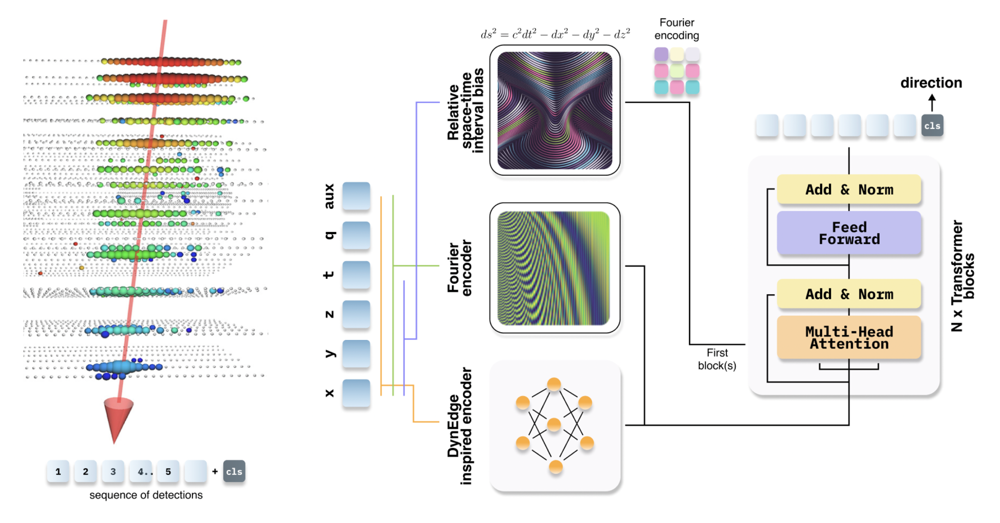 1 2 3 4.. 5 + cls
sequence of detections
aux
q
t
z
y
x
ds² = c²dt² − dx² − dy² − dz²
Relative
space-time
interval bias
Fourier
encoding
Fourier
encoder
DynEdge
inspired encoder
First
block(s)
direction
cls
Add & Norm
Feed
Forward
Add & Norm
Multi-Head
Attention
N x Transformer
blocks